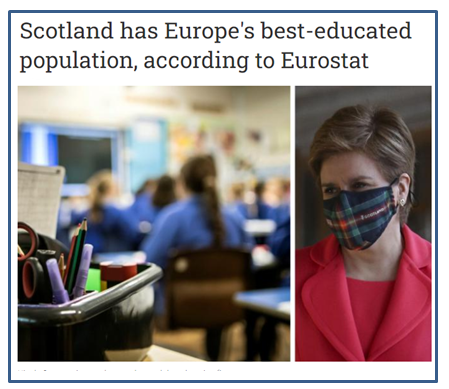 Scotland has Europe's best-educated
population, according to Eurostat